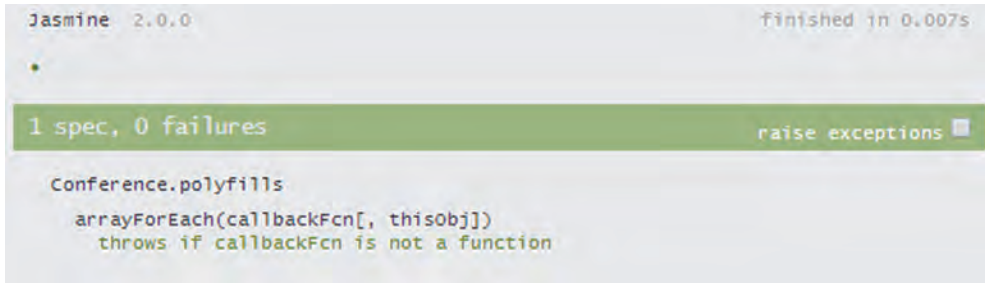 Jasmine 2.0.0 finished in 0.007s
•
1 spec, 0 failures raise exceptions
Conference.polyfills
arrayForEach(callbackFcn[, thisObj])
throws if callbackFcn is not a function